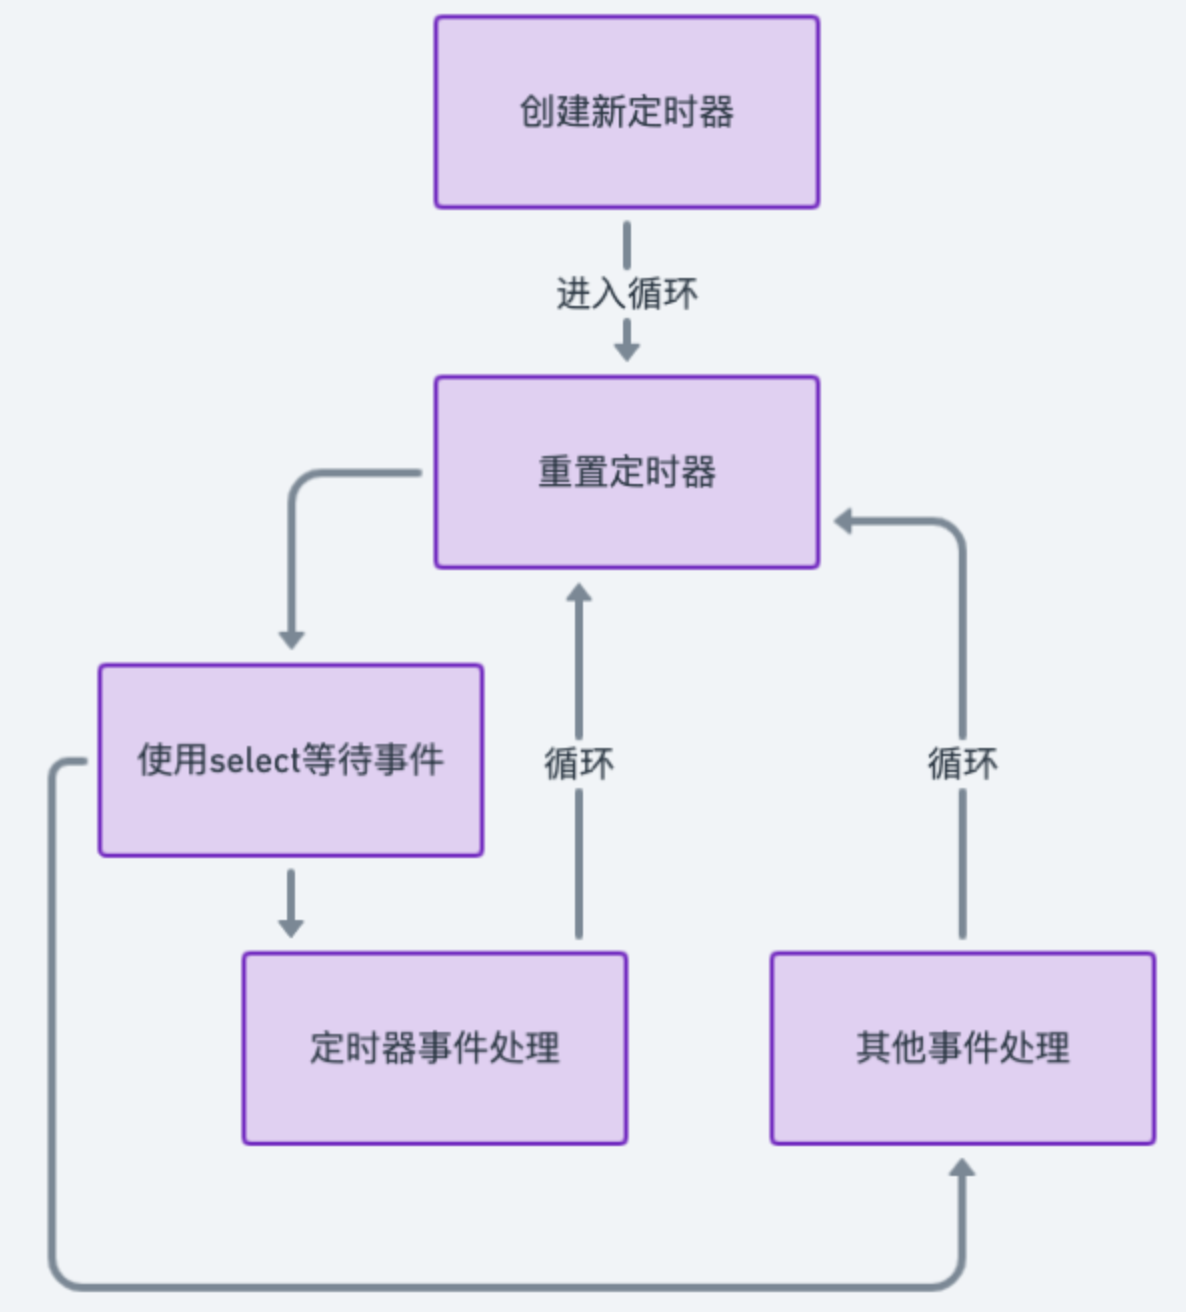 创建新定时器
进入循环
重置定时器
使用select等待事件
循环
循环
定时器事件处理
其他事件处理